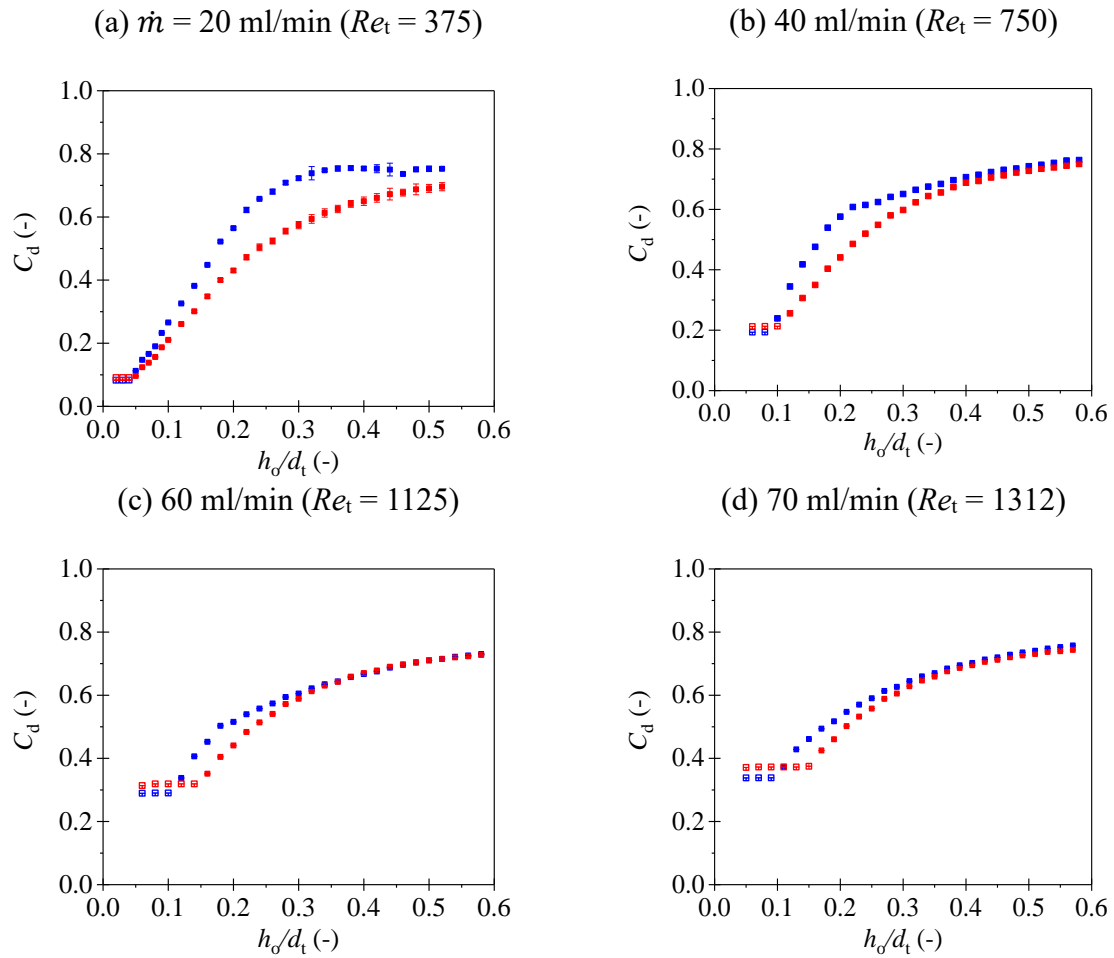 (a) ṁ = 20 ml/min (Ret = 375)
1.0
0.8
0.6
0.4
0.2
0.0
Cd (-)
0.0 0.1 0.2 0.3 0.4 0.5 0.6
ho/dt (-)
(b) 40 ml/min (Ret = 750)
1.0
0.8
0.6
0.4
0.2
0.0
Cd (-)
0.0 0.1 0.2 0.3 0.4 0.5 0.6
ho/dt (-)
(c) 60 ml/min (Ret = 1125)
1.0
0.8
0.6
0.4
0.2
0.0
Cd (-)
0.0 0.1 0.2 0.3 0.4 0.5 0.6
ho/dt (-)
(d) 70 ml/min (Ret = 1312)
1.0
0.8
0.6
0.4
0.2
0.0
Cd (-)
0.0 0.1 0.2 0.3 0.4 0.5 0.6
ho/dt (-)